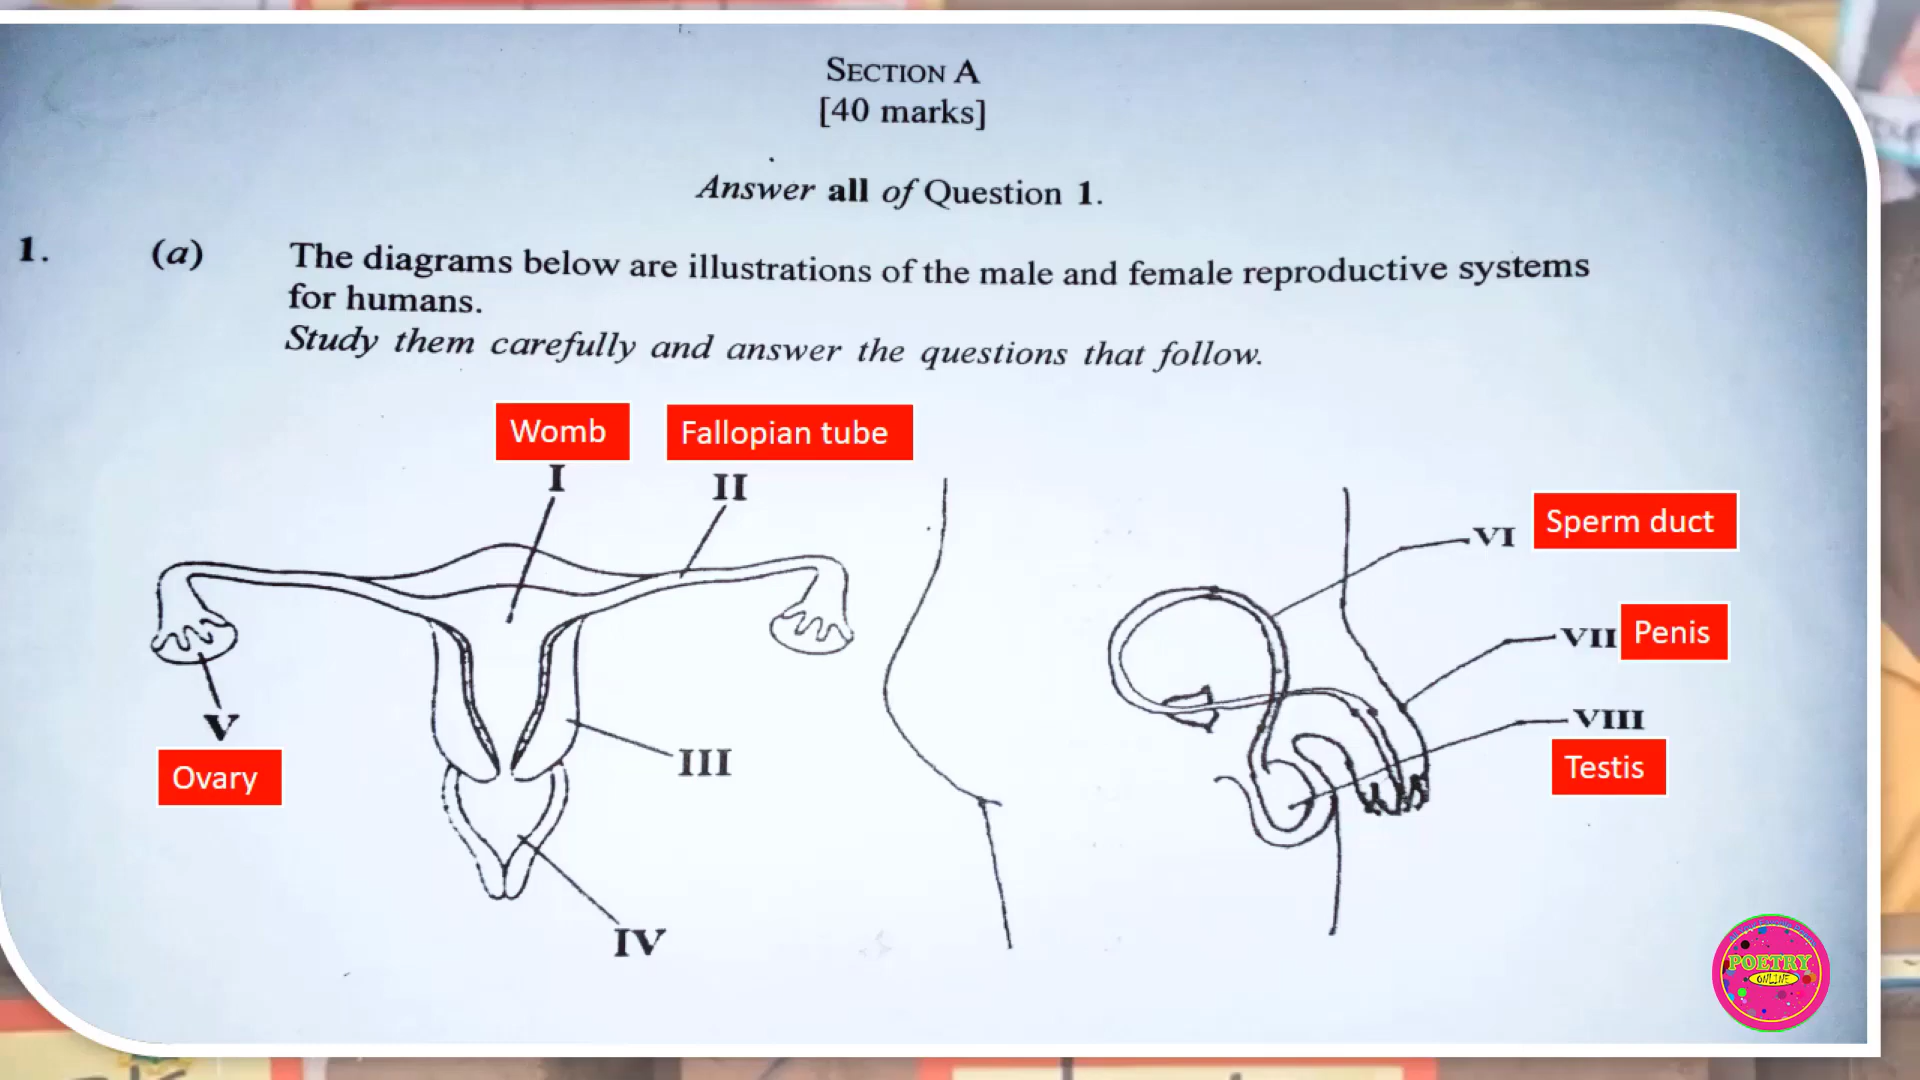 SECTION A
[40 marks]
Answer all of Question 1.
1. (a) The diagrams below are illustrations of the male and female reproductive systems
for humans.
Study them carefully and answer the questions that follow.
Womb
Fallopian tube
I
II
Sperm duct
VI
VII
Penis
V
VIII
III
Ovary
Testis
IV
POETRY
ONLINE